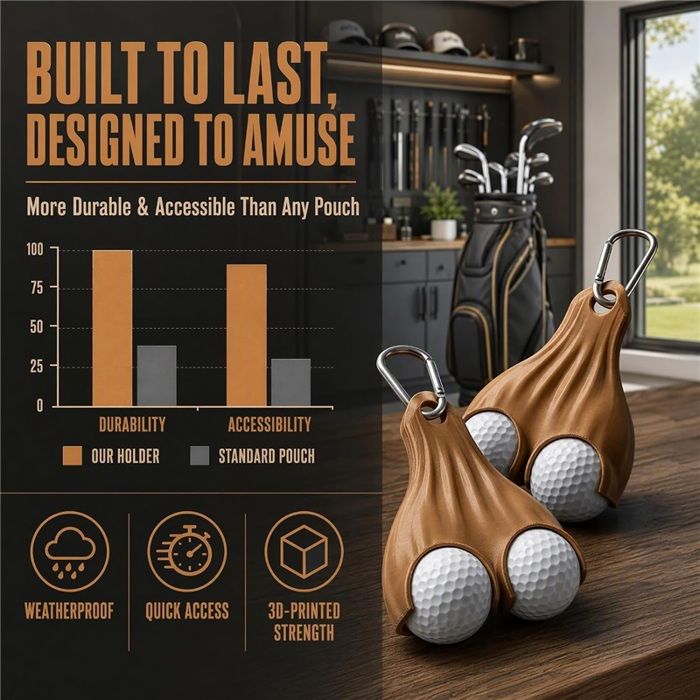 BUILT TO LAST,
DESIGNED TO AMUSE
More Durable & Accessible Than Any Pouch
100
75
50
25
0
DURABILITY
ACCESSIBILITY
OUR HOLDER
STANDARD POUCH
WEATHERPROOF
QUICK ACCESS
3D-PRINTED
STRENGTH